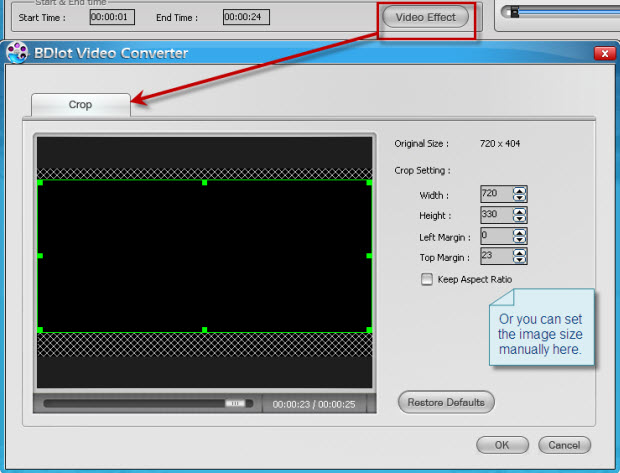 Start & End time
Start Time : 00:00:01 End Time : 00:00:24 Video Effect
BDlot Video Converter
Crop
Original Size : 720 x 404
Crop Setting :
Width : 720
Height : 330
Left Margin : 0
Top Margin : 23
Keep Aspect Ratio
Or you can set
the image size
manually here.
00:00:23 / 00:00:25
Restore Defaults
OK Cancel